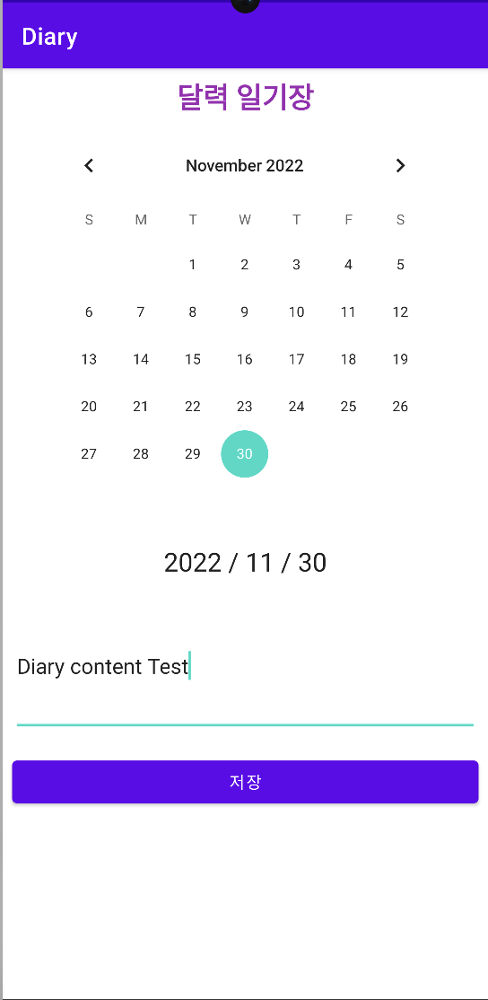 Diary
달력 일기장
November 2022
S M T W T F S
1 2 3 4 5
6 7 8 9 10 11 12
13 14 15 16 17 18 19
20 21 22 23 24 25 26
27 28 29 30
2022 / 11 / 30
Diary content Test
저장